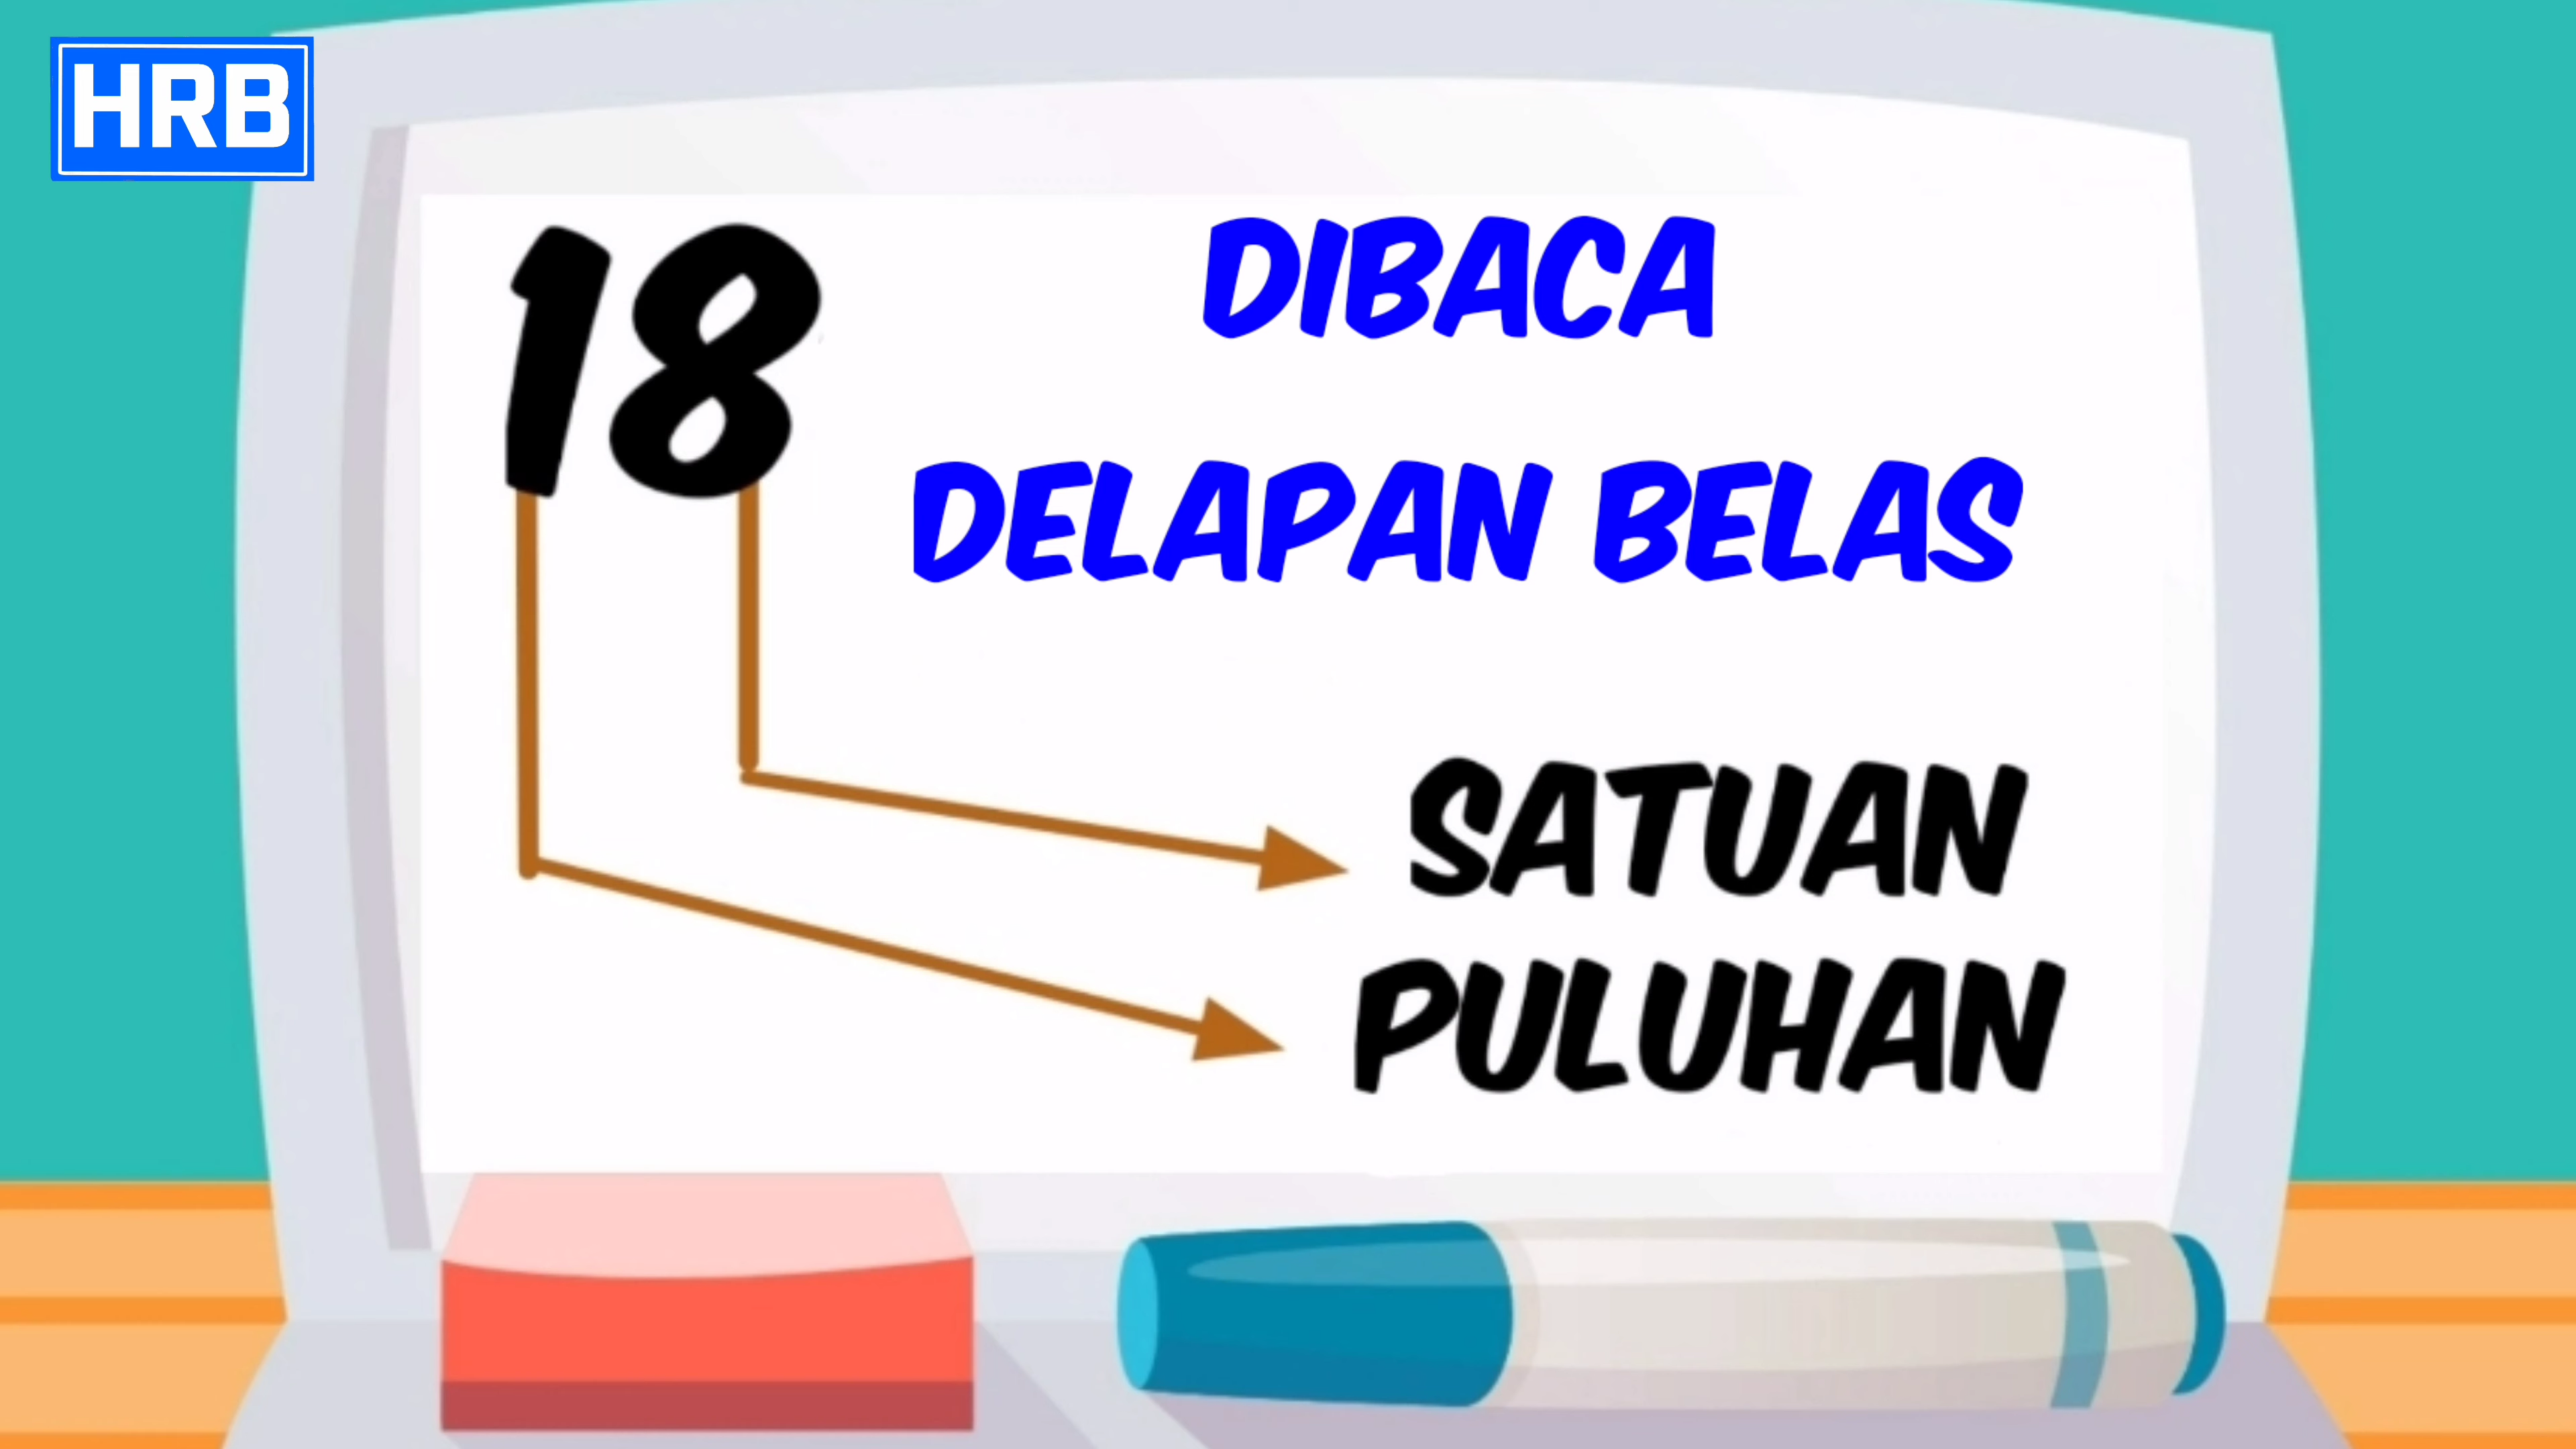 HRB
18
DIBACA
DELAPAN BELAS
SATUAN
PULUHAN